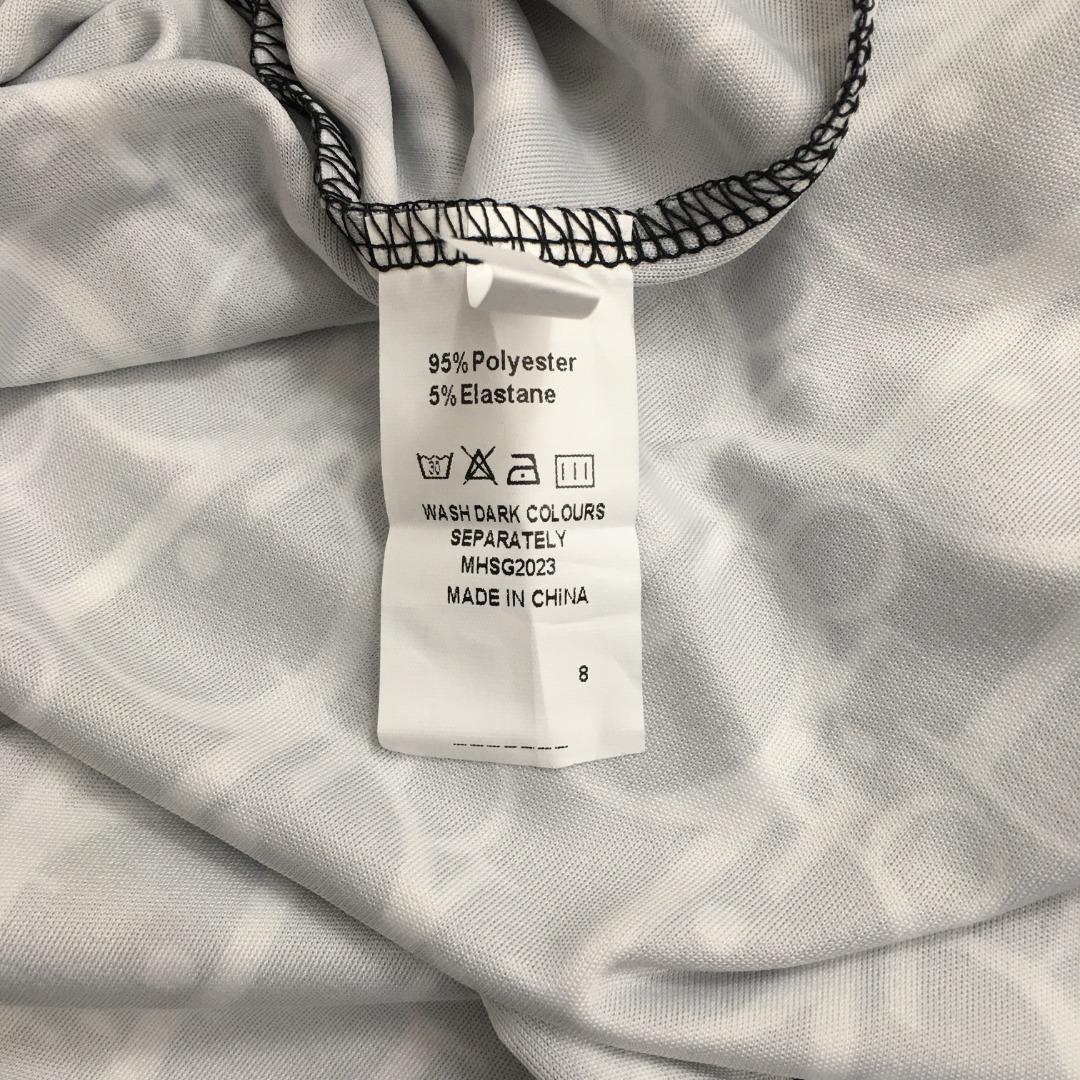 95% Polyester
5% Elastane
30
WASH DARK COLOURS
SEPARATELY
MHSG2023
MADE IN CHiNA
8